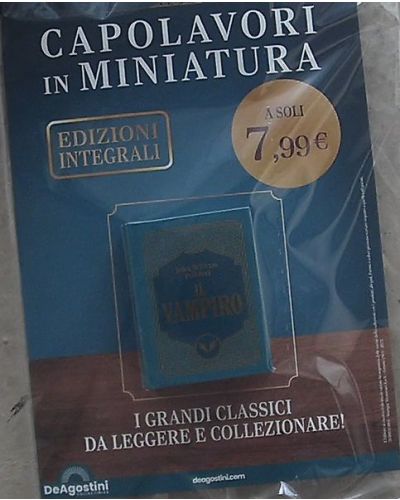 CAPOLAVORI
IN MINIATURA
EDIZIONI
INTEGRALI
A SOLI
7,99€
IL
VAMPIRO
I GRANDI CLASSICI
DA LEGGERE E COLLEZIONARE!
DeAgostini
deagostini.com